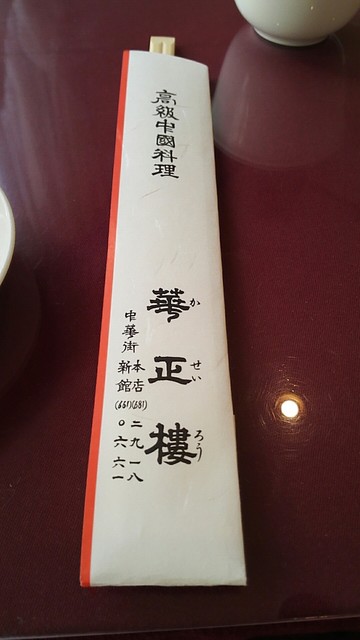 高級中國料理
華正樓
かせいろう
中華街
本店(681)二九一八
新館(661)〇六六一